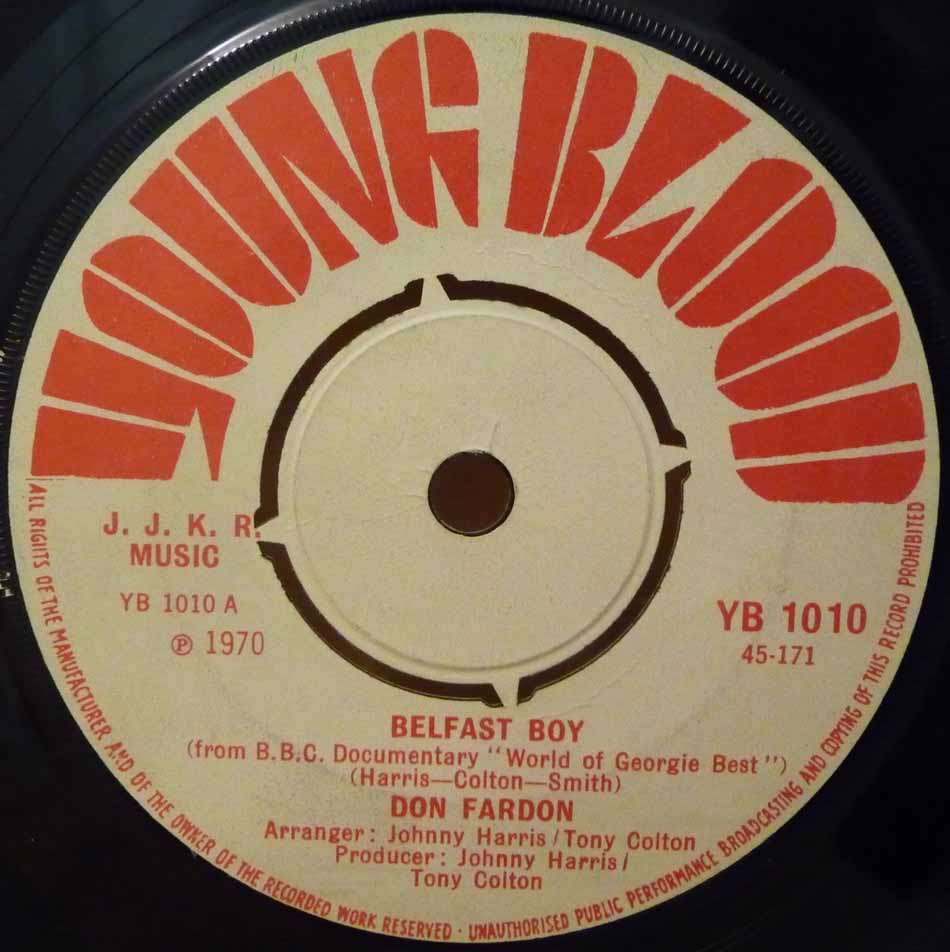 YOUNG BLOOD
J. J. K. R.
MUSIC
YB 1010 A
℗ 1970
YB 1010
45-171
BELFAST BOY
(from B.B.C. Documentary "World of Georgie Best")
(Harris—Colton—Smith)
DON FARDON
Arranger: Johnny Harris/Tony Colton
Producer: Johnny Harris/
Tony Colton
ALL RIGHTS OF THE MANUFACTURER AND OF THE OWNER OF THE RECORDED WORK RESERVED · UNAUTHORISED PUBLIC PERFORMANCE BROADCASTING AND COPYING OF THIS RECORD PROHIBITED